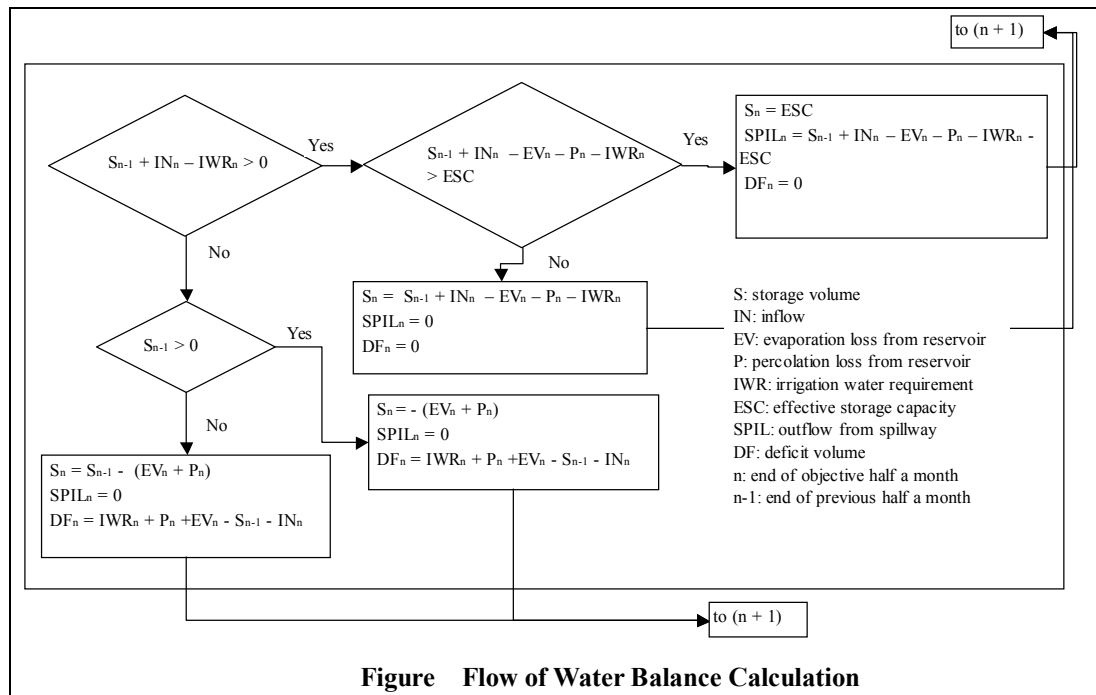 to (n + 1)
Sn-1 + INn – IWRn > 0
Yes
Sn-1 + INn – EVn – Pn – IWRn
> ESC
Yes
Sn = ESC
SPILn = Sn-1 + INn – EVn – Pn – IWRn -
ESC
DFn = 0
No
No
Sn = Sn-1 + INn – EVn – Pn – IWRn
SPILn = 0
DFn = 0
Sn-1 > 0
Yes
No
Sn = - (EVn + Pn)
SPILn = 0
DFn = IWRn + Pn +EVn - Sn-1 - INn
Sn = Sn-1 - (EVn + Pn)
SPILn = 0
DFn = IWRn + Pn +EVn - Sn-1 - INn
S: storage volume
IN: inflow
EV: evaporation loss from reservoir
P: percolation loss from reservoir
IWR: irrigation water requirement
ESC: effective storage capacity
SPIL: outflow from spillway
DF: deficit volume
n: end of objective half a month
n-1: end of previous half a month
to (n + 1)
Figure Flow of Water Balance Calculation